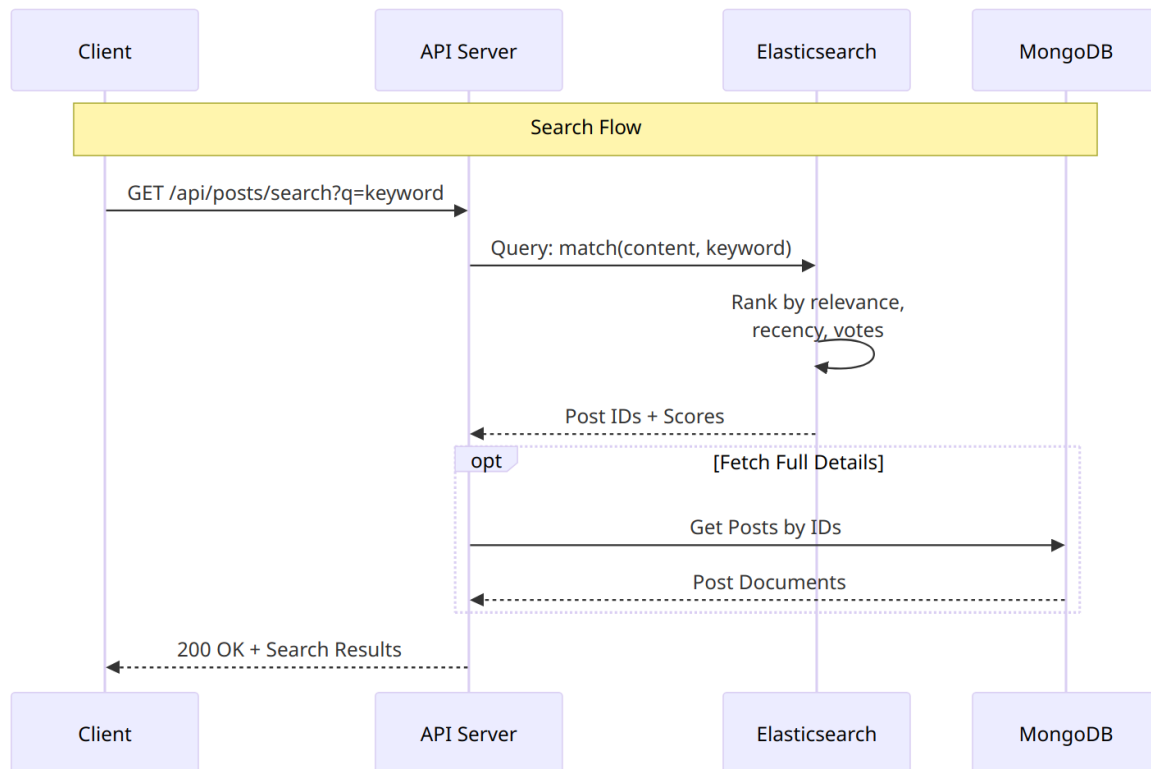 Client
API Server
Elasticsearch
MongoDB
Search Flow
GET /api/posts/search?q=keyword
Query: match(content, keyword)
Rank by relevance,
recency, votes
Post IDs + Scores
opt
[Fetch Full Details]
Get Posts by IDs
Post Documents
200 OK + Search Results
Client
API Server
Elasticsearch
MongoDB